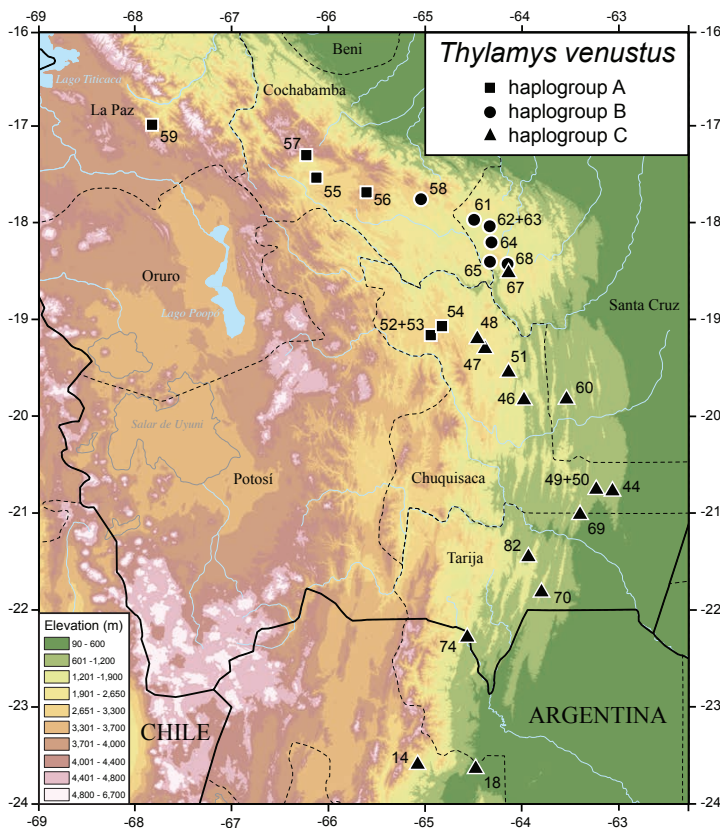 -69 -68 -67 -66 -65 -64 -63
-16
-17
-18
-19
-20
-21
-22
-23
-24
-16
-17
-18
-19
-20
-21
-22
-23
-24
Thylamys venustus
haplogroup A
haplogroup B
haplogroup C
Beni
Lago Titicaca
Cochabamba
La Paz
59
57
55
56
58
61
62+63
64
65
68
67
Oruro
Lago Poopo
Santa Cruz
54
52+53
48
47
51
46
60
Salar de Uyuni
Potosí
Chuquisaca
49+50
44
69
Tarija
82
70
74
14
18
CHILE
ARGENTINA
Elevation (m)
90 - 600
601 -1,200
1,201 -1,900
1,901 - 2,650
2,651 - 3,300
3,301 - 3,700
3,701 - 4,000
4,001 - 4,400
4,401 - 4,800
4,800 - 6,700
-69 -68 -67 -66 -65 -64 -63